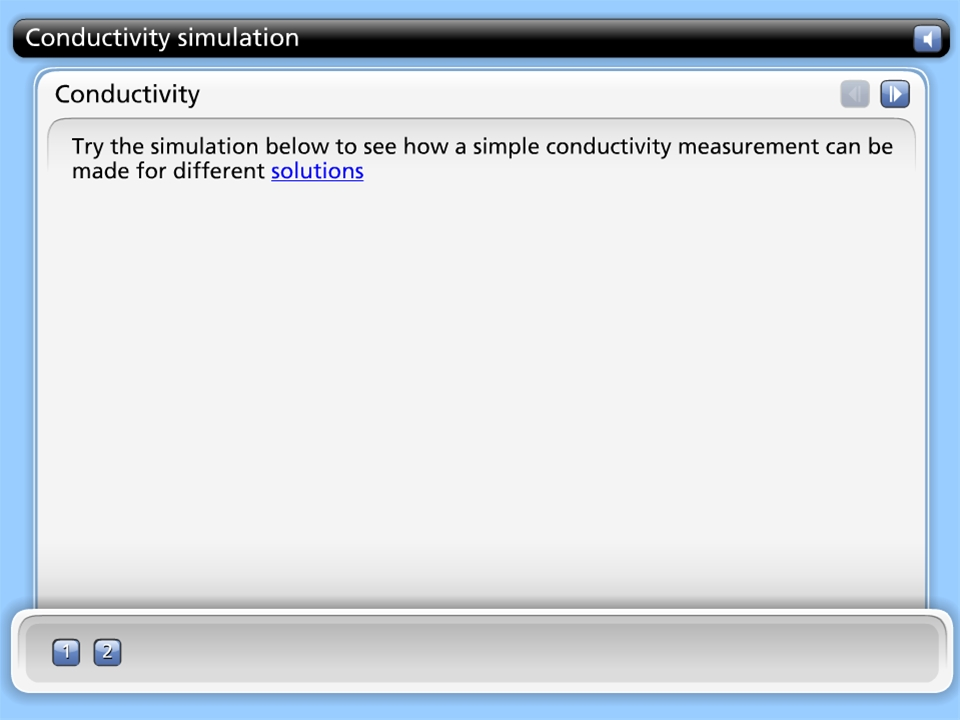 Conductivity simulation
Conductivity
Try the simulation below to see how a simple conductivity measurement can be
made for different solutions
1 2